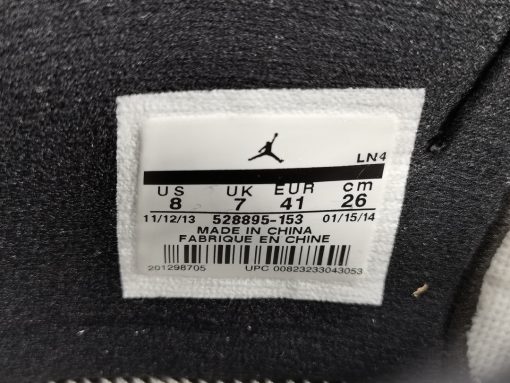 LN4
US UK EUR cm
8 7 41 26
11/12/13 528895-153 01/15/14
MADE IN CHINA
FABRIQUE EN CHINE
201298705 UPC 00823233043053